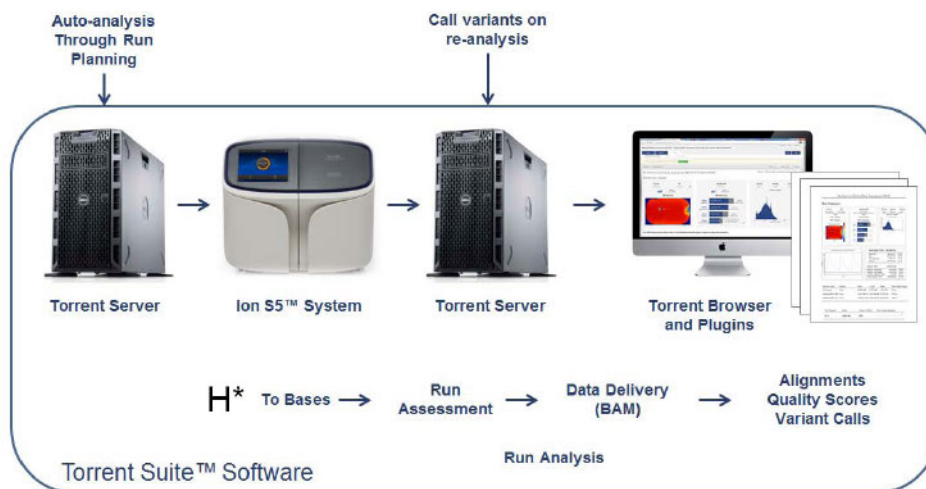 Auto-analysis
Through Run
Planning
Call variants on
re-analysis
Torrent Server
Ion S5™ System
Torrent Server
Torrent Browser
and Plugins
H* To Bases
Run
Assessment
Data Delivery
(BAM)
Alignments
Quality Scores
Variant Calls
Run Analysis
Torrent Suite™ Software